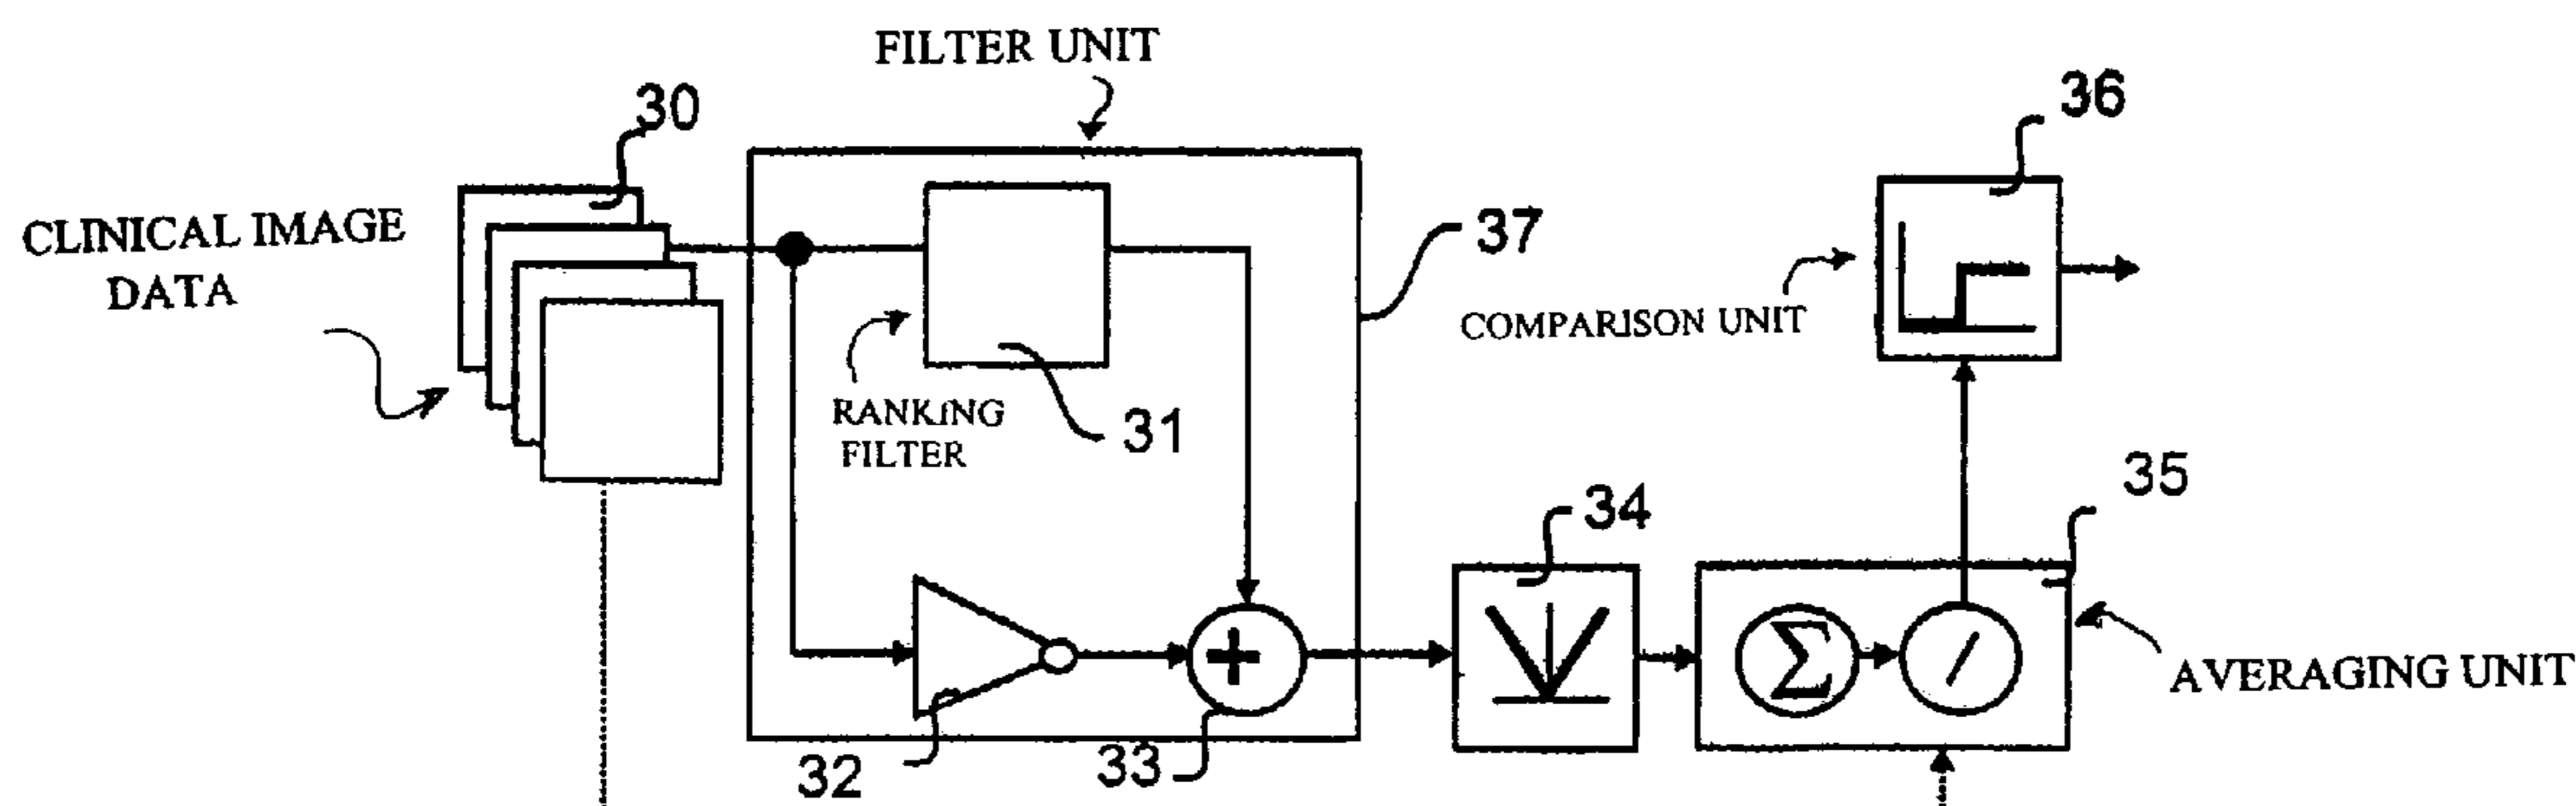 FILTER UNIT
30
36
CLINICAL IMAGE
DATA
37
COMPARISON UNIT
RANKING
FILTER
31
34
35
+
Σ
/
AVERAGING UNIT
32
33